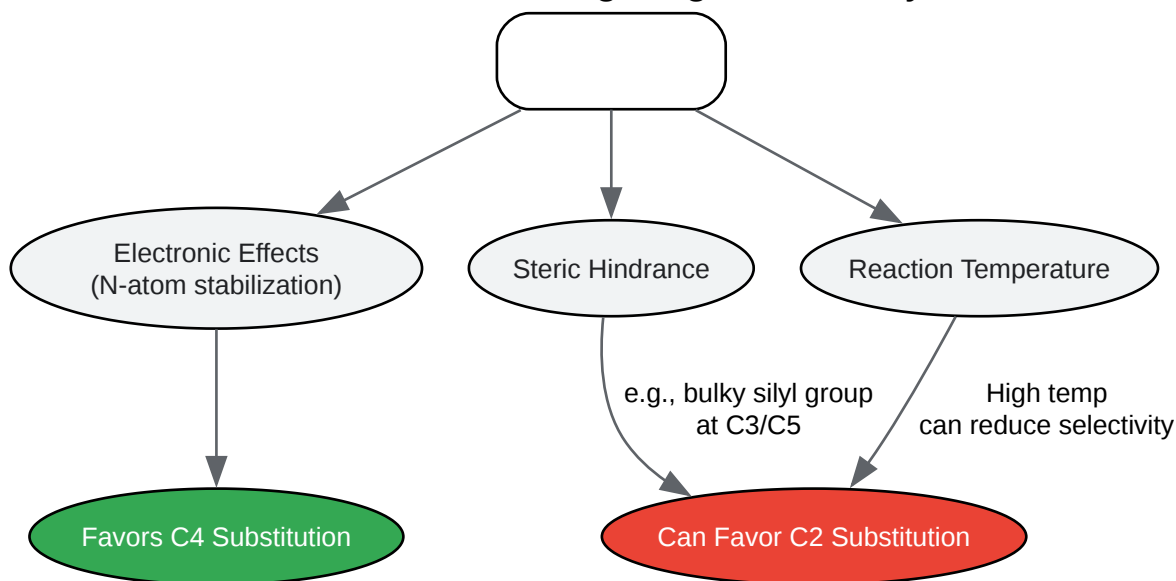 Electronic Effects
(N-atom stabilization)
Steric Hindrance
Reaction Temperature
e.g., bulky silyl group
at C3/C5
High temp
can reduce selectivity
Favors C4 Substitution
Can Favor C2 Substitution